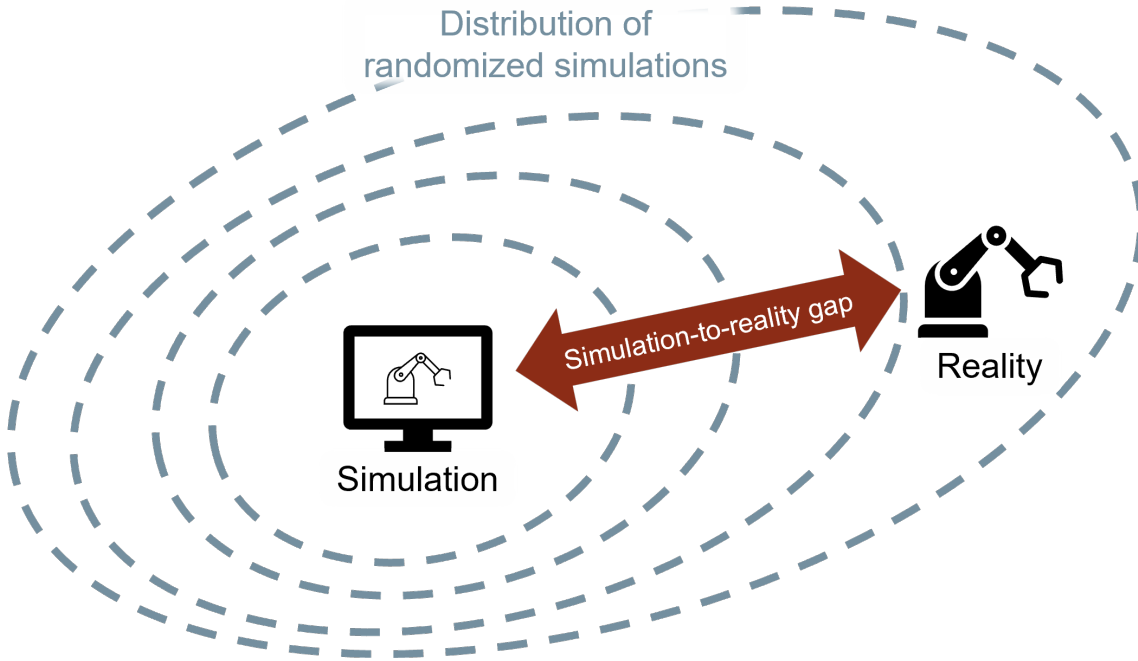 Distribution of
randomized simulations
Simulation-to-reality gap
Reality
Simulation